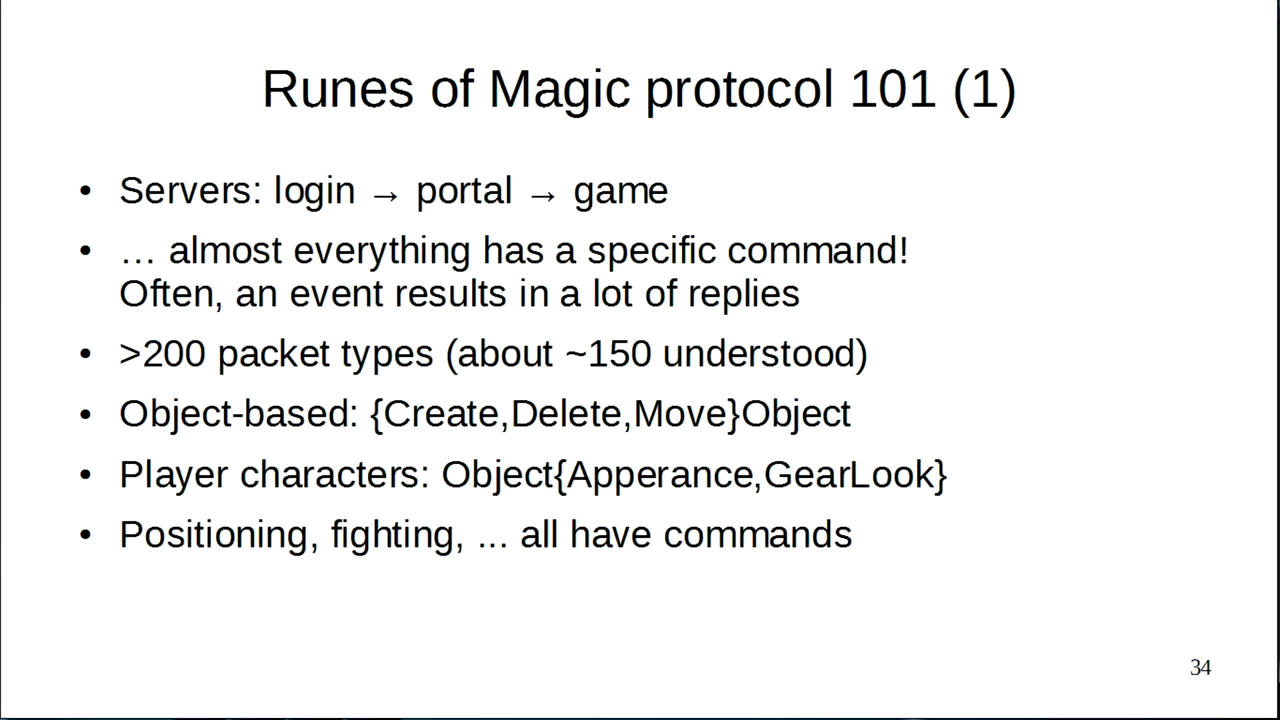 Runes of Magic protocol 101 (1)
• Servers: login → portal → game
• … almost everything has a specific command!
Often, an event results in a lot of replies
• >200 packet types (about ~150 understood)
• Object-based: {Create,Delete,Move}Object
• Player characters: Object{Apperance,GearLook}
• Positioning, fighting, ... all have commands
34